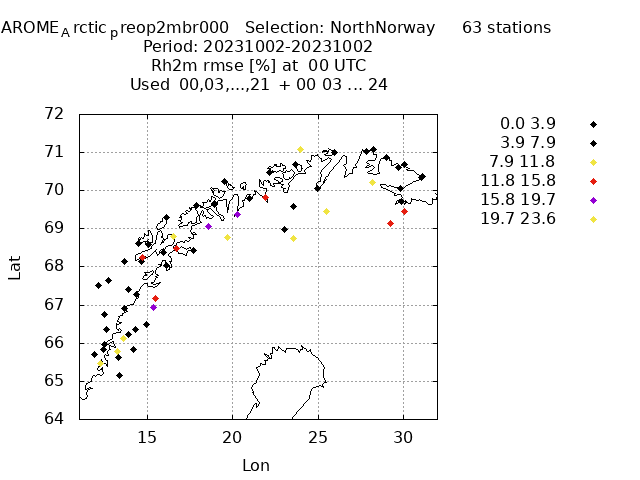 AROME_Arctic_preop2mbr000 Selection: NorthNorway 63 stations
Period: 20231002-20231002
Rh2m rmse [%] at 00 UTC
Used 00,03,...,21 + 00 03 ... 24
72
71
70
69
68
67
66
65
64
Lat
15 20 25 30
Lon
0.0 3.9
3.9 7.9
7.9 11.8
11.8 15.8
15.8 19.7
19.7 23.6